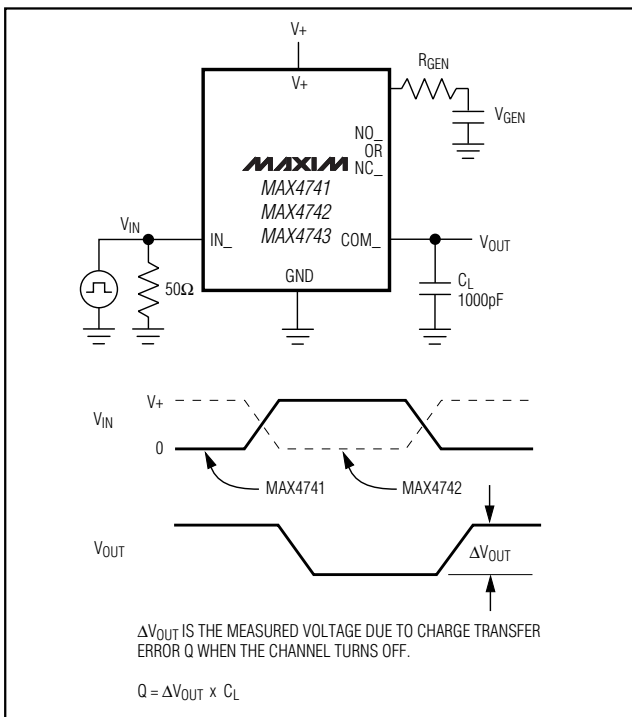 V+
V+
RGEN
VGEN
NO_
OR
NC_
MAXIM
MAX4741
MAX4742
MAX4743
VIN
IN_
COM_
VOUT
50Ω
GND
CL
1000pF
V+
VIN
0
MAX4741
MAX4742
VOUT
ΔVOUT
ΔVOUT IS THE MEASURED VOLTAGE DUE TO CHARGE TRANSFER
ERROR Q WHEN THE CHANNEL TURNS OFF.
Q = ΔVOUT x CL